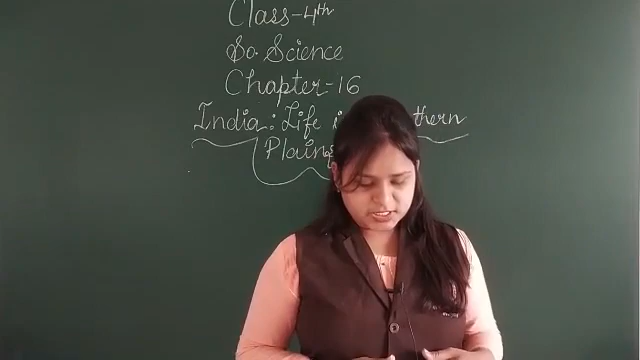 Class-4th
So. Science
Chapter-16
India: Life
Plains